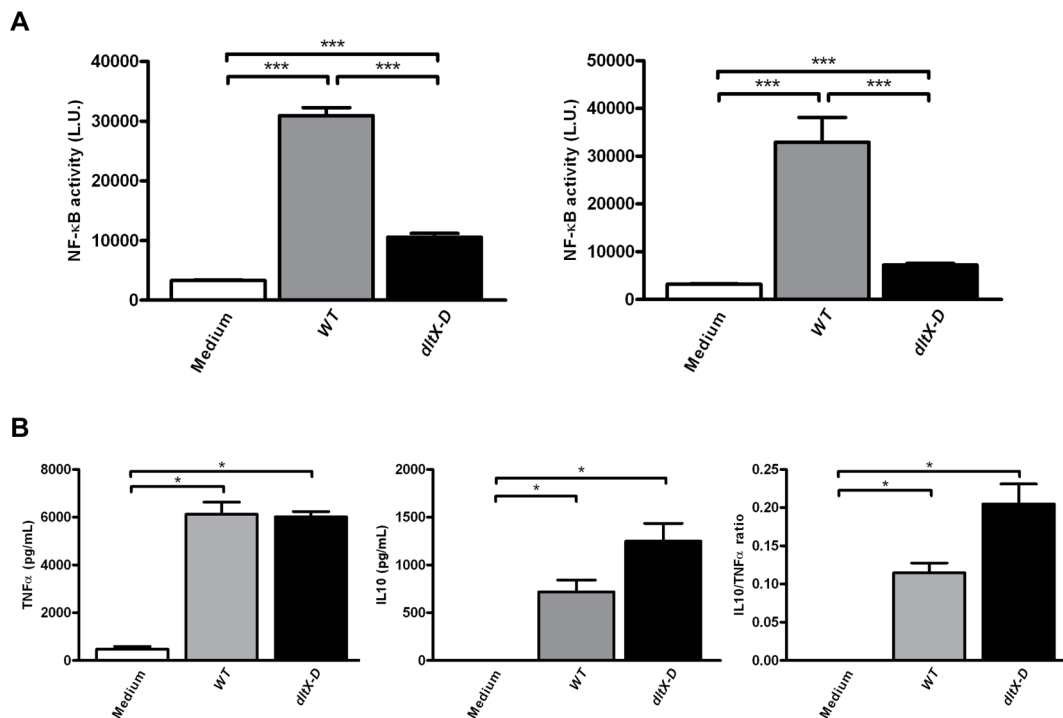 A
NF-κB activity (L.U.)
40000
30000
20000
10000
0
***
***
***
Medium
WT
dltX-D
NF-κB activity (L.U.)
50000
40000
30000
20000
10000
0
***
***
***
Medium
WT
dltX-D
B
TNFα (pg/mL)
8000
6000
4000
2000
0
*
*
Medium
WT
dltX-D
IL10 (pg/mL)
2000
1500
1000
500
0
*
*
Medium
WT
dltX-D
IL10/TNFα ratio
0.25
0.20
0.15
0.10
0.05
0.00
*
*
Medium
WT
dltX-D